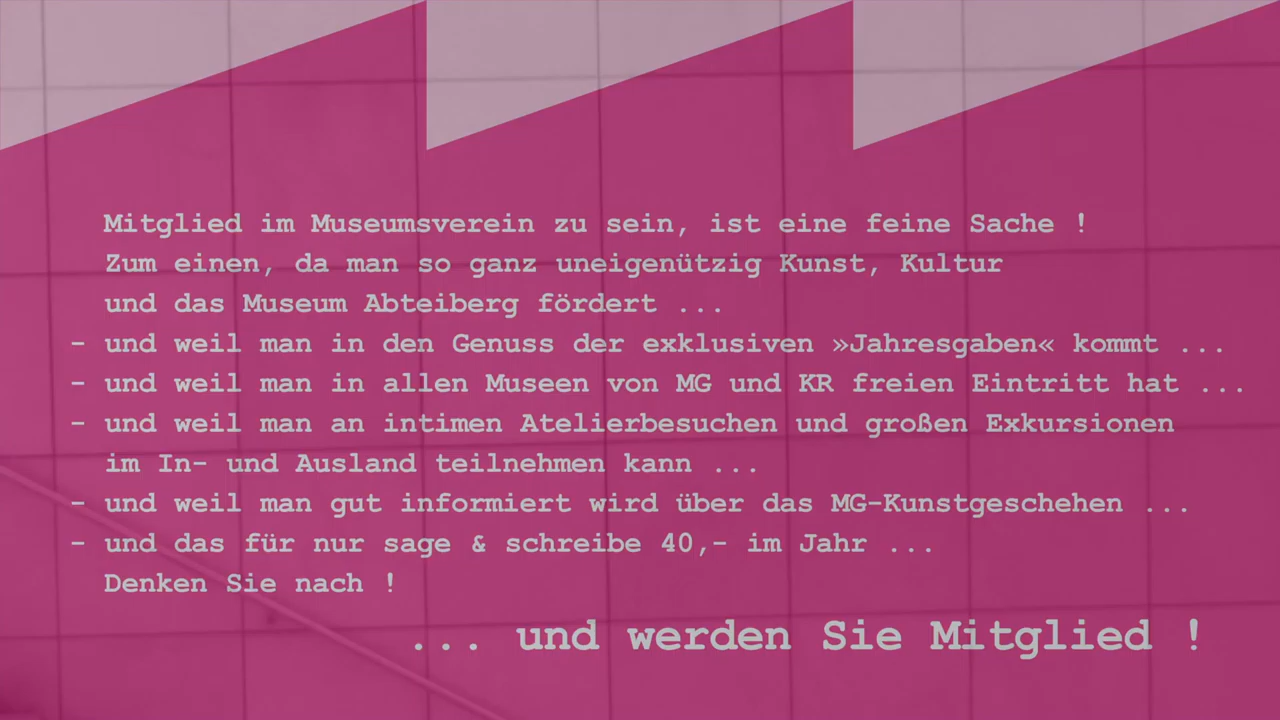 Mitglied im Museumsverein zu sein, ist eine feine Sache !
Zum einen, da man so ganz uneigenützig Kunst, Kultur
und das Museum Abteiberg fördert ...
- und weil man in den Genuss der exklusiven »Jahresgaben« kommt ...
- und weil man in allen Museen von MG und KR freien Eintritt hat ...
- und weil man an intimen Atelierbesuchen und großen Exkursionen
im In- und Ausland teilnehmen kann ...
- und weil man gut informiert wird über das MG-Kunstgeschehen ...
- und das für nur sage & schreibe 40,- im Jahr ...
Denken Sie nach !
... und werden Sie Mitglied !